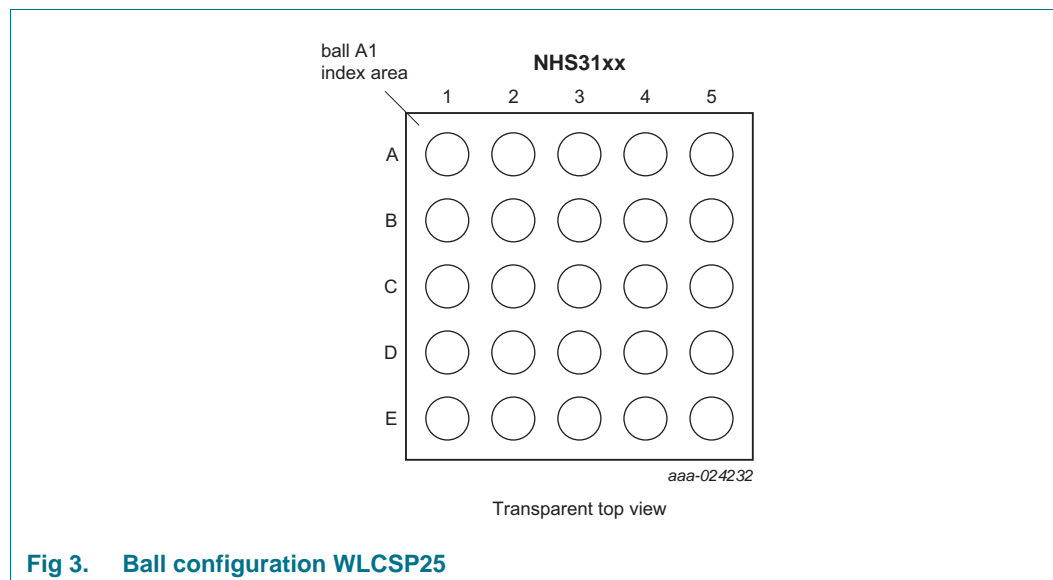 ball A1
index area
NHS31xx
1 2 3 4 5
A
B
C
D
E
aaa-024232
Transparent top view
Fig 3. Ball configuration WLCSP25